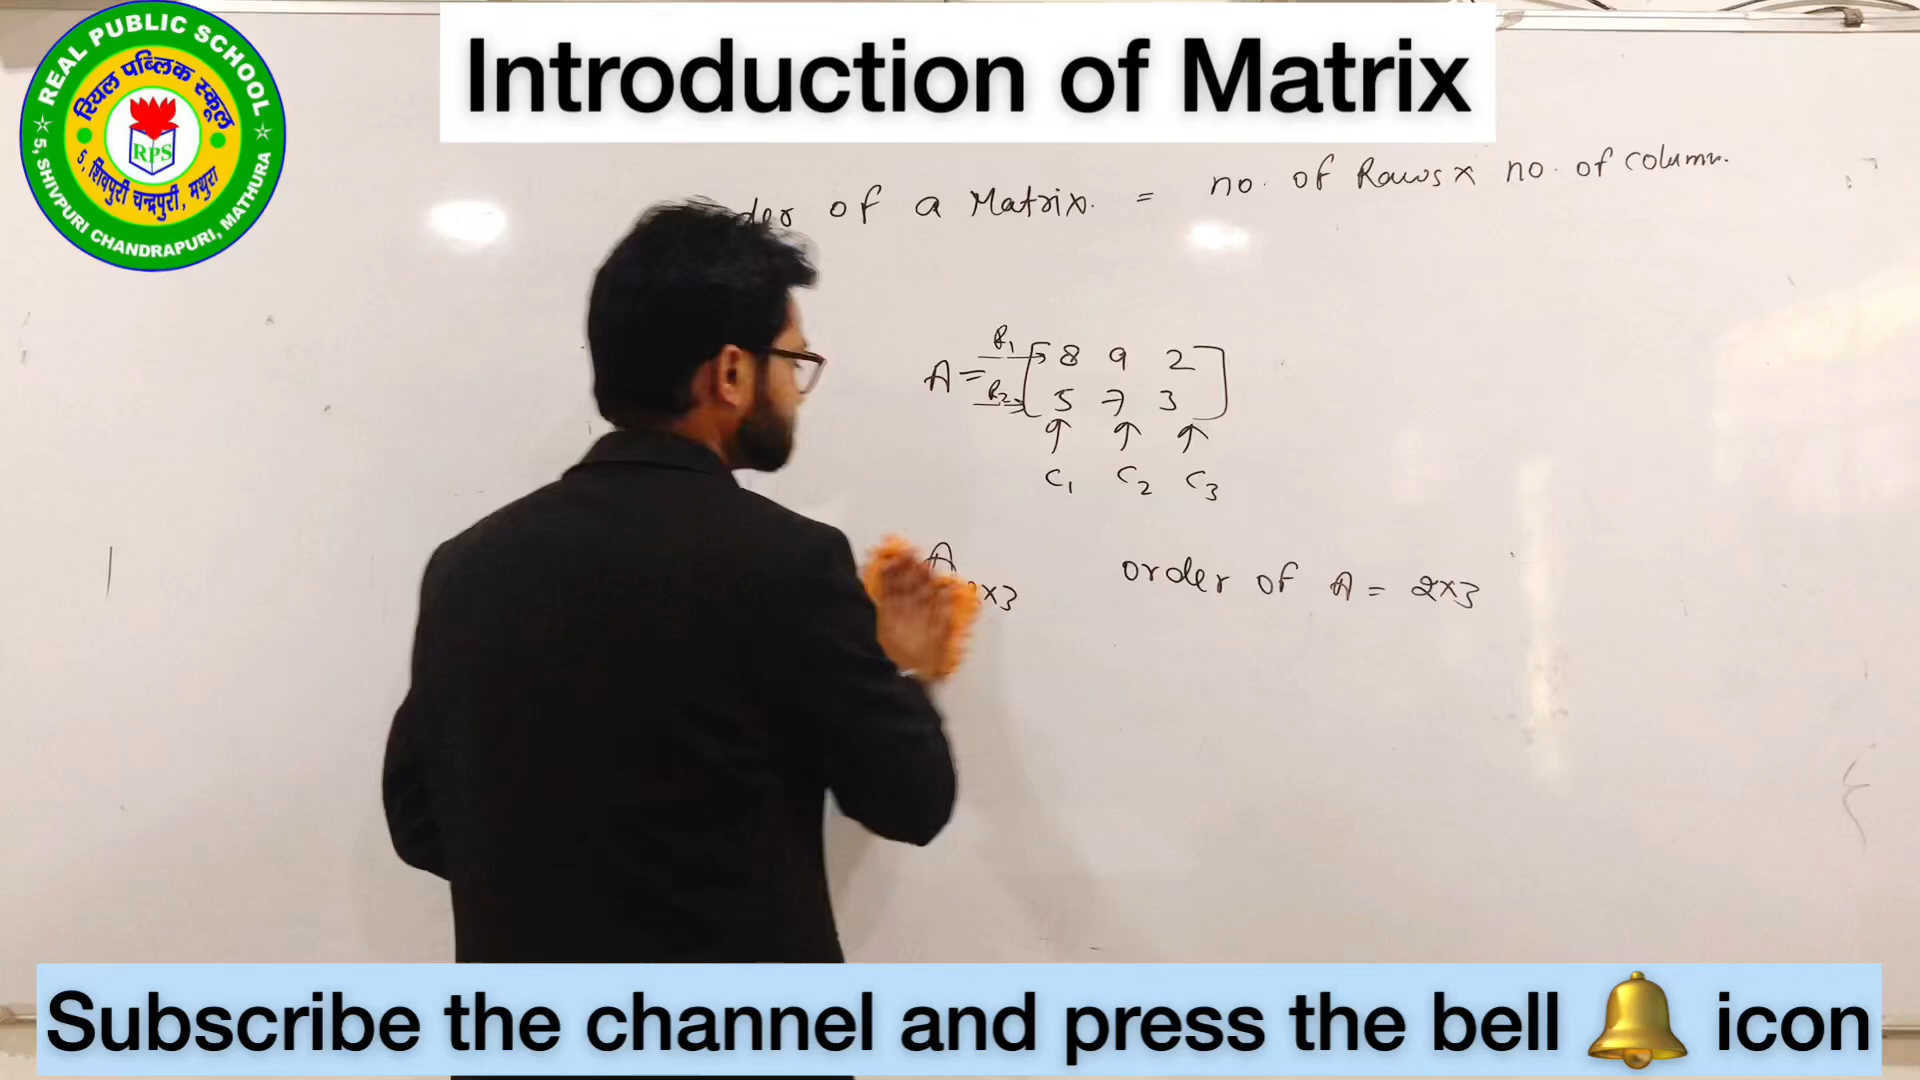 Introduction of Matrix
REAL PUBLIC SCHOOL
रियल पब्लिक स्कूल
RPS
5, शिवपुरी चन्द्रपुरी, मथुरा
5, SHIVPURI CHANDRAPURI, MATHURA
der of a Matrix. = no. of Rows x no. of column.
R1
A = [ 8 9 2
R2
5 7 3 ]
↑ ↑ ↑
C1 C2 C3
A x3
order of A = 2x3
Subscribe the channel and press the bell 🔔 icon